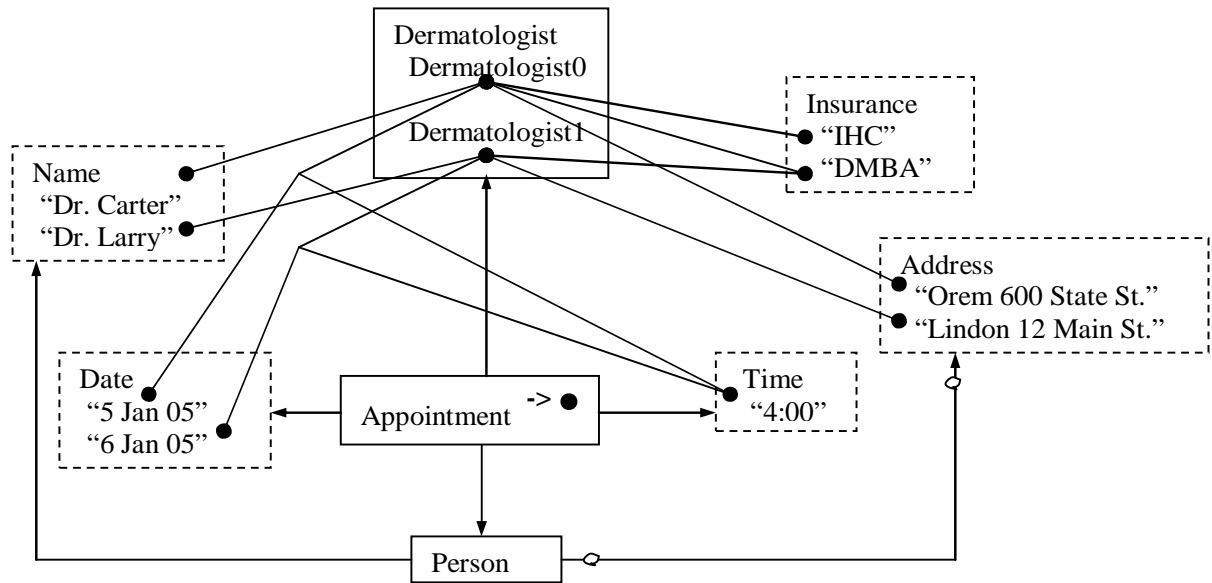 Dermatologist
Dermatologist0
Dermatologist1
Insurance
“IHC”
“DMBA”
Name
“Dr. Carter”
“Dr. Larry”
Address
“Orem 600 State St.”
“Lindon 12 Main St.”
Date
“5 Jan 05”
“6 Jan 05”
Appointment
->
Time
“4:00”
Person